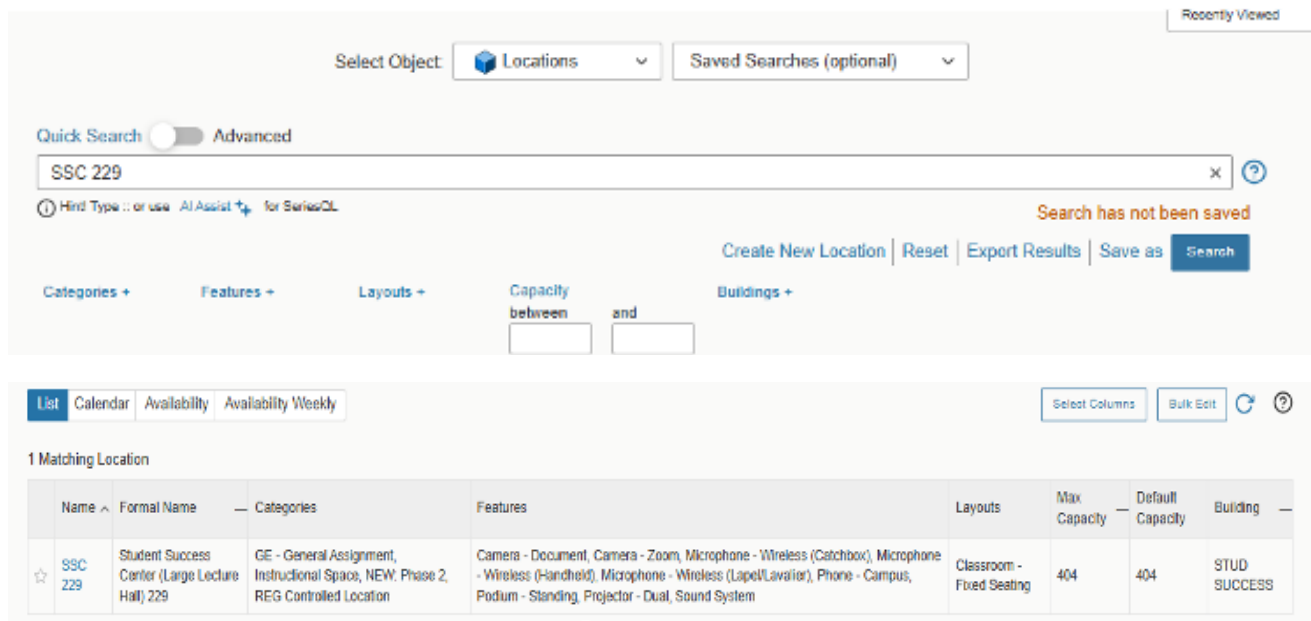 Recently Viewed
Select Object: Locations Saved Searches (optional)
Quick Search Advanced
SSC 229 ×
Hint! Type :: or use AI Assist for SeriesQL
Search has not been saved
Create New Location | Reset | Export Results | Save as Search
Categories + Features + Layouts + Capacity Buildings +
between and
List Calendar Availability Availability Weekly Select Columns Bulk Edit
1 Matching Location
Name Formal Name Categories Features Layouts Max Capacity Default Capacity Building
SSC 229
Student Success
Center (Large Lecture
Hall) 229
GE - General Assignment,
Instructional Space, NEW: Phase 2,
REG Controlled Location
Camera - Document, Camera - Zoom, Microphone - Wireless (Catchbox), Microphone
- Wireless (Handheld), Microphone - Wireless (Lapel/Lavalier), Phone - Campus,
Podium - Standing, Projector - Dual, Sound System
Classroom -
Fixed Seating
404
404
STUD
SUCCESS